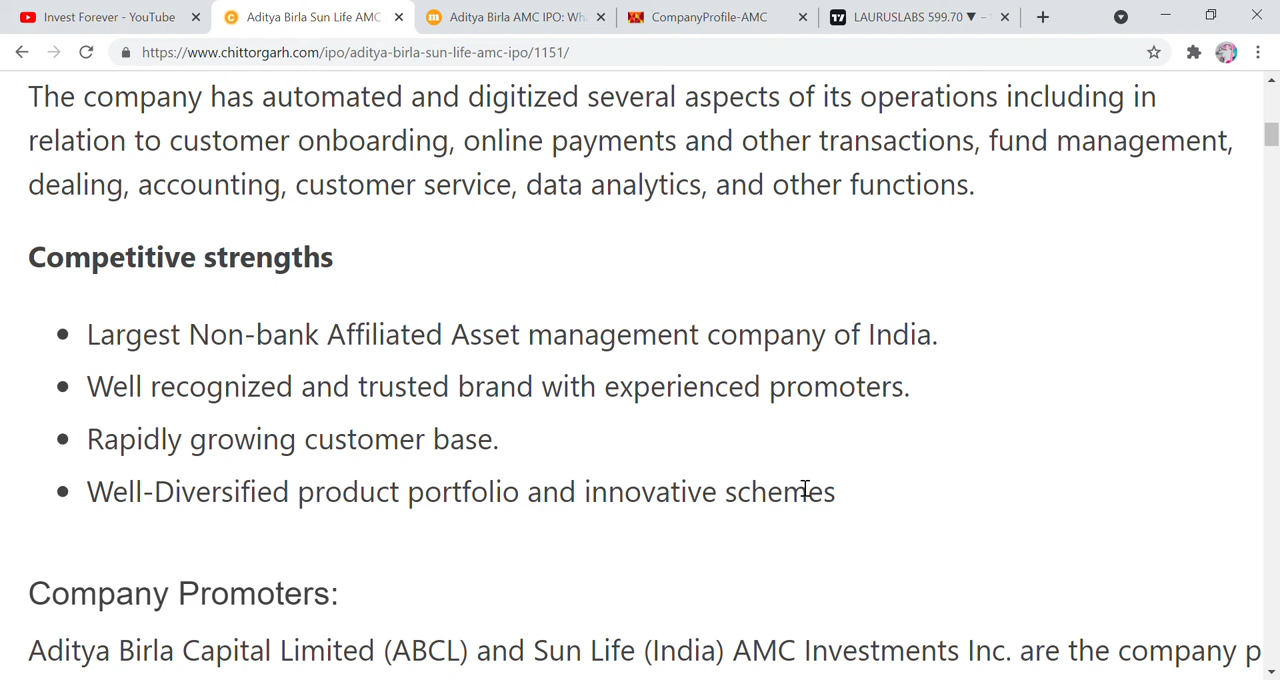 Invest Forever - YouTube
Aditya Birla Sun Life AMC
Aditya Birla AMC IPO: Wh
CompanyProfile-AMC
LAURUSLABS 599.70 ▼ –
https://www.chittorgarh.com/ipo/aditya-birla-sun-life-amc-ipo/1151/
The company has automated and digitized several aspects of its operations including in
relation to customer onboarding, online payments and other transactions, fund management,
dealing, accounting, customer service, data analytics, and other functions.
Competitive strengths
• Largest Non-bank Affiliated Asset management company of India.
• Well recognized and trusted brand with experienced promoters.
• Rapidly growing customer base.
• Well-Diversified product portfolio and innovative schemes
Company Promoters:
Aditya Birla Capital Limited (ABCL) and Sun Life (India) AMC Investments Inc. are the company p